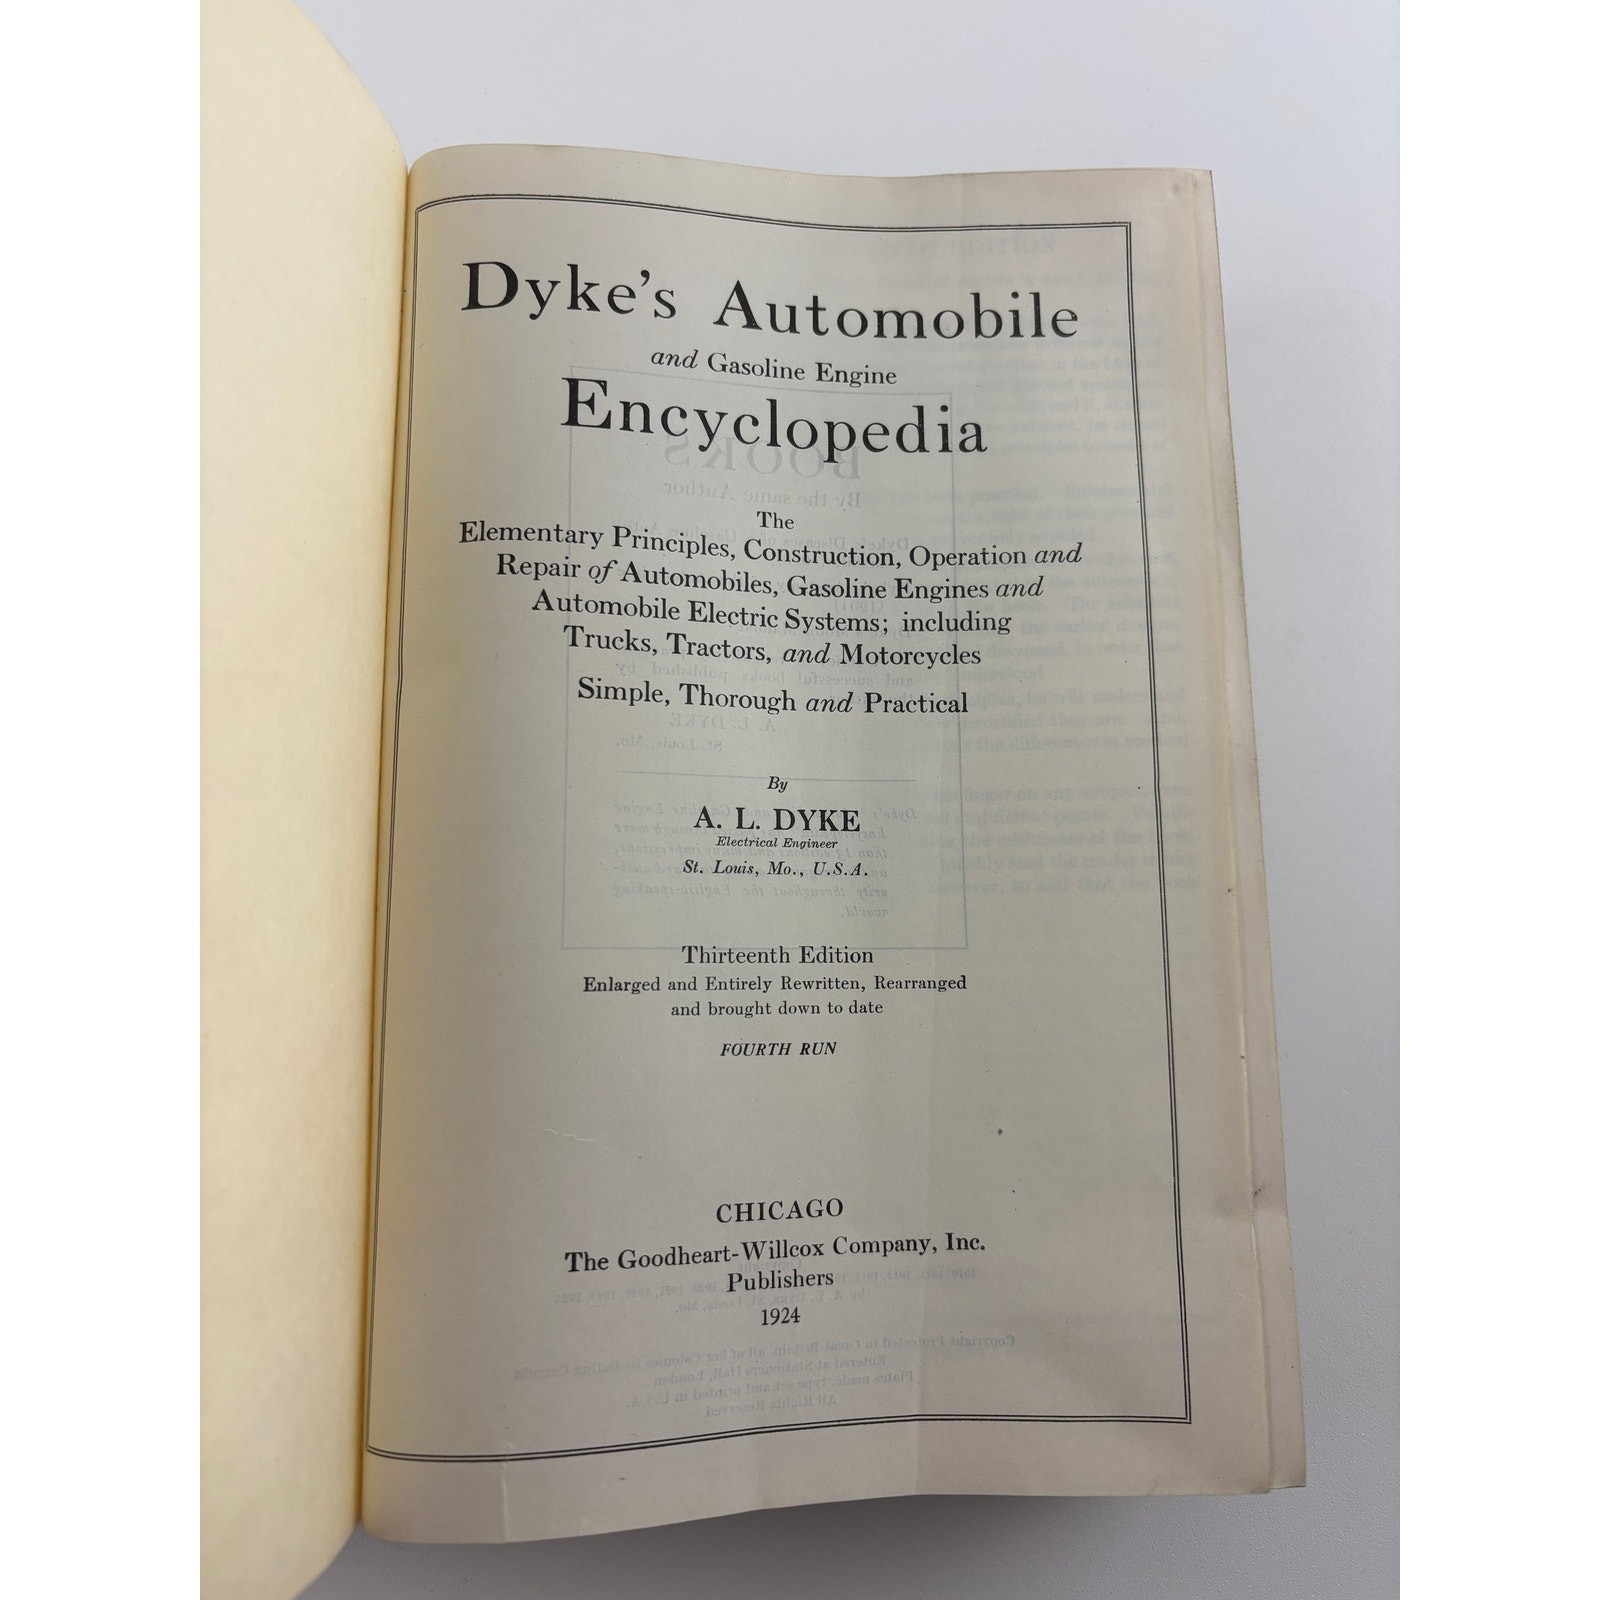 Dyke's Automobile
and Gasoline Engine
Encyclopedia
The
Elementary Principles, Construction, Operation and
Repair of Automobiles, Gasoline Engines and
Automobile Electric Systems; including
Trucks, Tractors, and Motorcycles
Simple, Thorough and Practical
By
A. L. DYKE
Electrical Engineer
St. Louis, Mo., U.S.A.
Thirteenth Edition
Enlarged and Entirely Rewritten, Rearranged
and brought down to date
FOURTH RUN
CHICAGO
The Goodheart-Willcox Company, Inc.
Publishers
1924